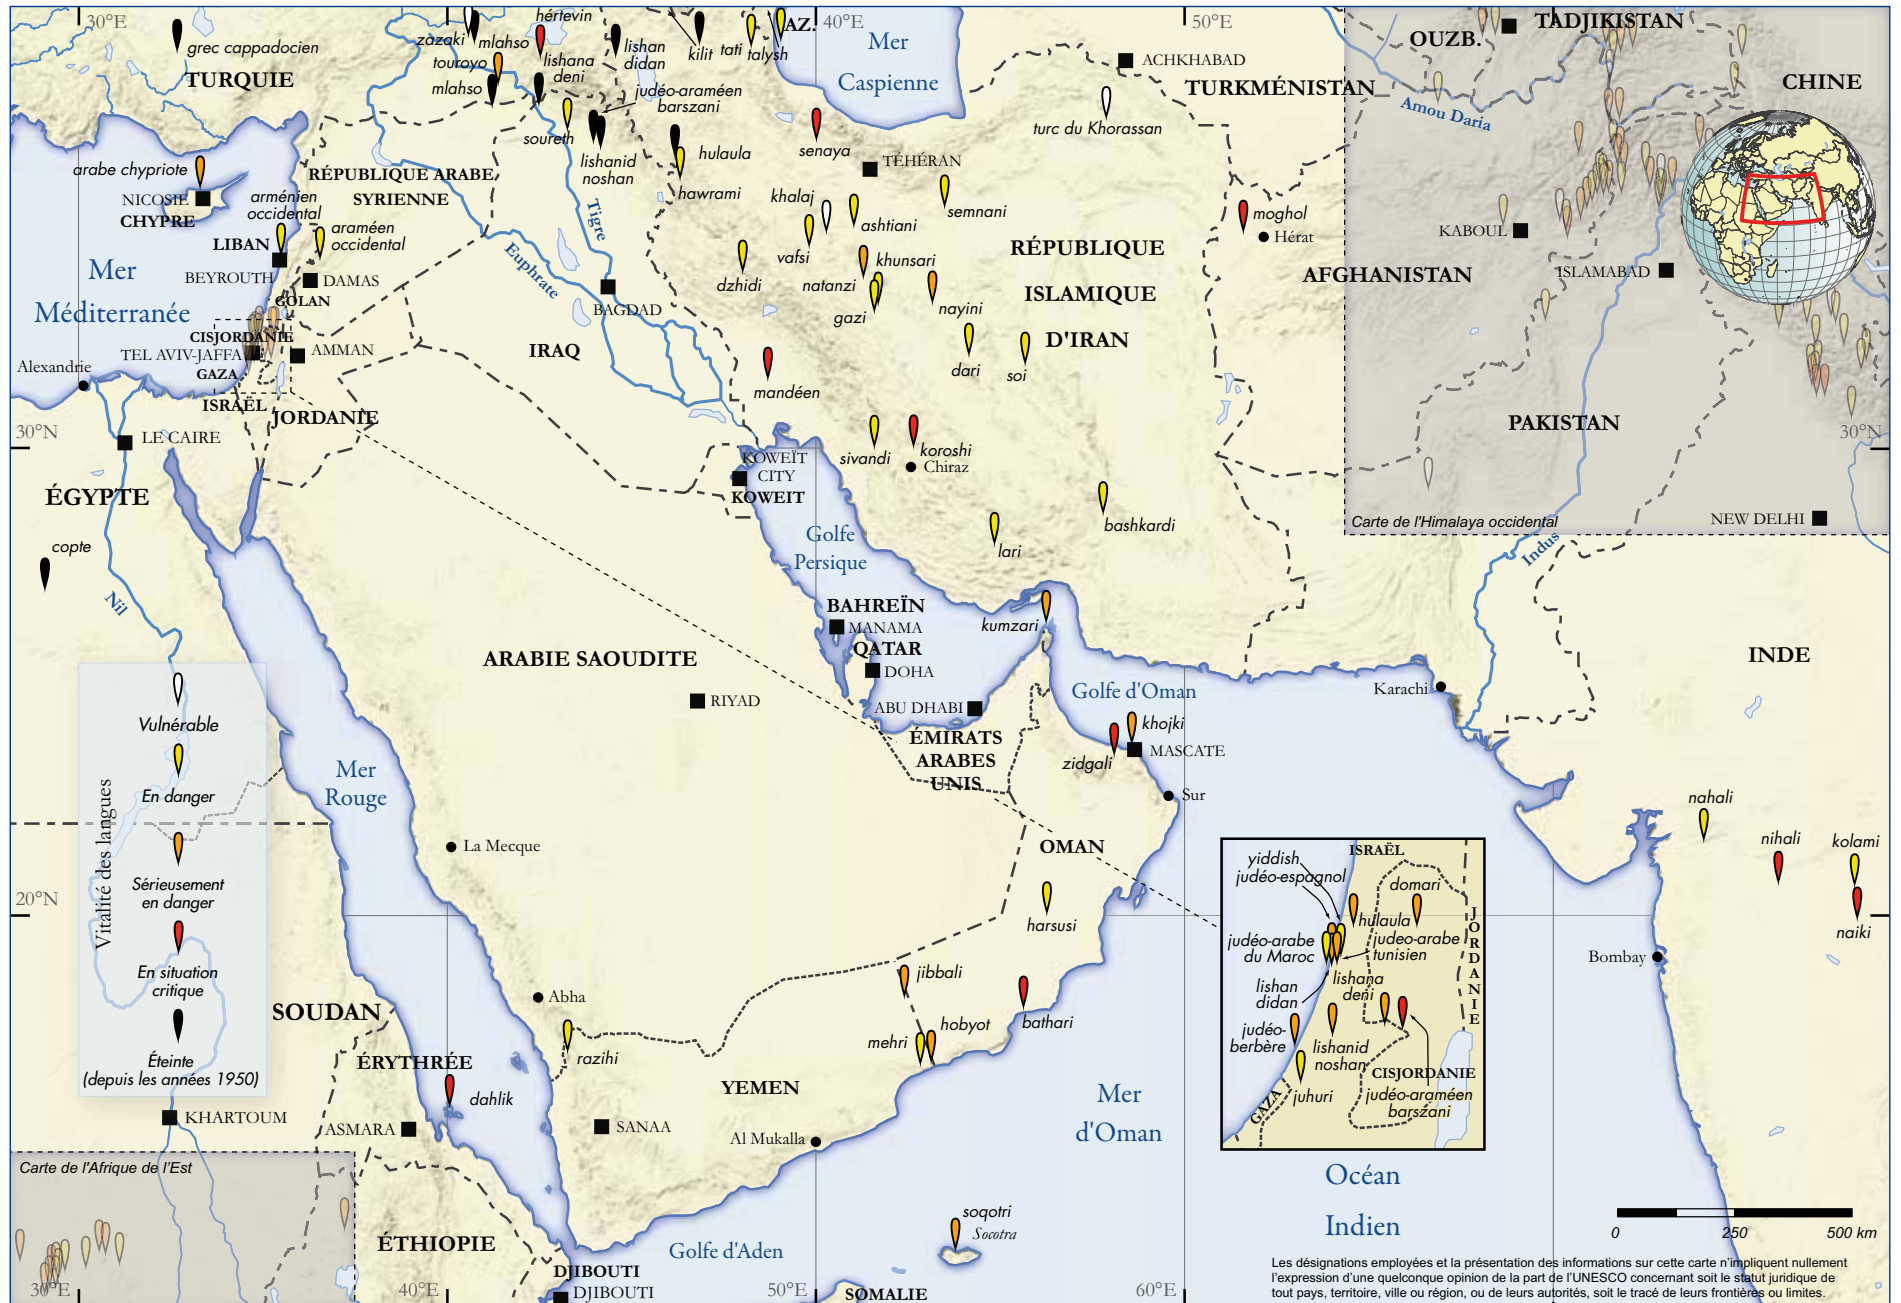 30°E
40°E
50°E
grec cappadocien
TURQUIE
zazaki
mlahso
touroyo
mlahso
hértevin
lishana
deni
lishan
didan
kilit
tati
talysh
AZ.
judéo-araméen
barszani
soureth
lishanid
noshan
hulaula
hawrami
Mer
Caspienne
senaya
TÉHÉRAN
ACHKHABAD
TURKMÉNISTAN
turc du Khorassan
OUZB.
TADJIKISTAN
CHINE
Amou Daria
KABOUL
ISLAMABAD
PAKISTAN
30°N
NEW DELHI
Carte de l'Himalaya occidental
arabe chypriote
NICOSIE
CHYPRE
arménien
occidental
RÉPUBLIQUE ARABE
SYRIENNE
LIBAN
araméen
occidental
BEYROUTH
DAMAS
GOLAN
CISJORDANIE
TEL AVIV-JAFFA
AMMAN
GAZA
ISRAËL
JORDANIE
Mer
Méditerranée
Alexandrie
30°N
LE CAIRE
ÉGYPTE
copte
Nil
Tigre
Euphrate
BAGDAD
IRAQ
khalaj
ashtiani
semnani
vafsi
dzhidi
khunsari
natanzi
gazi
nayini
dari
soi
mandéen
sivandi
koroshi
Chiraz
lari
bashkardi
RÉPUBLIQUE
ISLAMIQUE
D'IRAN
moghol
Hérat
AFGHANISTAN
KOWEÏT
CITY
KOWEIT
Golfe
Persique
BAHREÏN
MANAMA
QATAR
DOHA
ABU DHABI
ÉMIRATS
ARABES
UNIS
kumzari
Golfe d'Oman
khojki
zidgali
MASCATE
Sur
OMAN
harsusi
ARABIE SAOUDITE
RIYAD
Mer
Rouge
La Mecque
Abha
razihi
jibbali
mehri
hobyot
bathari
YEMEN
SANAA
Al Mukalla
Indus
Karachi
INDE
nahali
nihali
kolami
naiki
Bombay
Vitalité des langues
Vulnérable
En danger
Sérieusement
en danger
En situation
critique
Éteinte
(depuis les années 1950)
20°N
SOUDAN
KHARTOUM
ÉRYTHRÉE
dahlik
ASMARA
Carte de l'Afrique de l'Est
ÉTHIOPIE
DJIBOUTI
DJIBOUTI
Golfe d'Aden
soqotri
Socotra
SOMALIE
Mer
d'Oman
Océan
Indien
ISRAËL
yiddish
judéo-espagnol
domari
hulaula
judéo-arabe
du Maroc
judeo-arabe
tunisien
lishan
didan
lishana
deni
judéo-
berbère
lishanid
noshan
juhuri
CISJORDANIE
judéo-araméen
barszani
GAZA
JORDANIE
0 250 500 km
Les désignations employées et la présentation des informations sur cette carte n'impliquent nullement
l'expression d'une quelconque opinion de la part de l'UNESCO concernant soit le statut juridique de
tout pays, territoire, ville ou région, ou de leurs autorités, soit le tracé de leurs frontières ou limites.
30°E
40°E
50°E
60°E